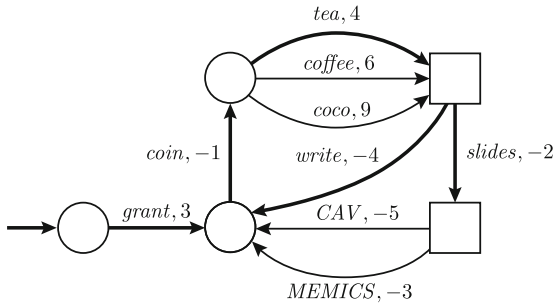 tea, 4
coffee, 6
coco, 9
coin, −1
write, −4
slides, −2
grant, 3
CAV, −5
MEMICS, −3